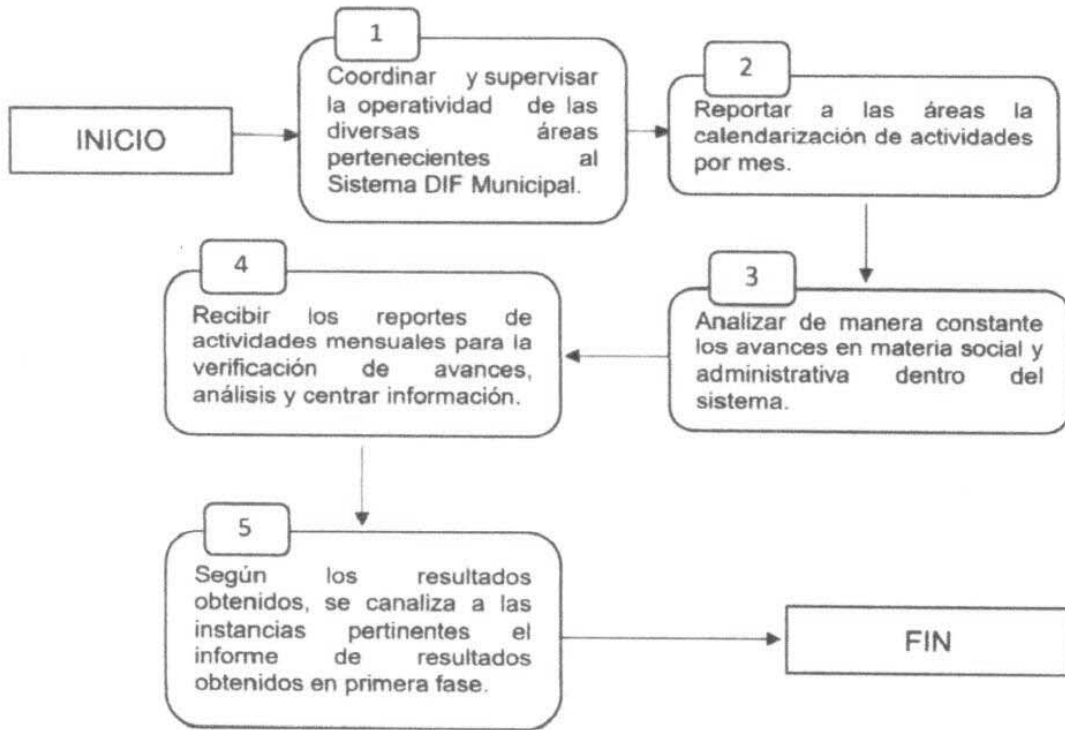 INICIO
1
Coordinar y supervisar
la operatividad de las
diversas áreas
pertenecientes al
Sistema DIF Municipal.
2
Reportar a las áreas la
calendarización de actividades
por mes.
3
Analizar de manera constante
los avances en materia social y
administrativa dentro del
sistema.
4
Recibir los reportes de
actividades mensuales para la
verificación de avances,
análisis y centrar información.
5
Según los resultados
obtenidos, se canaliza a las
instancias pertinentes el
informe de resultados
obtenidos en primera fase.
FIN